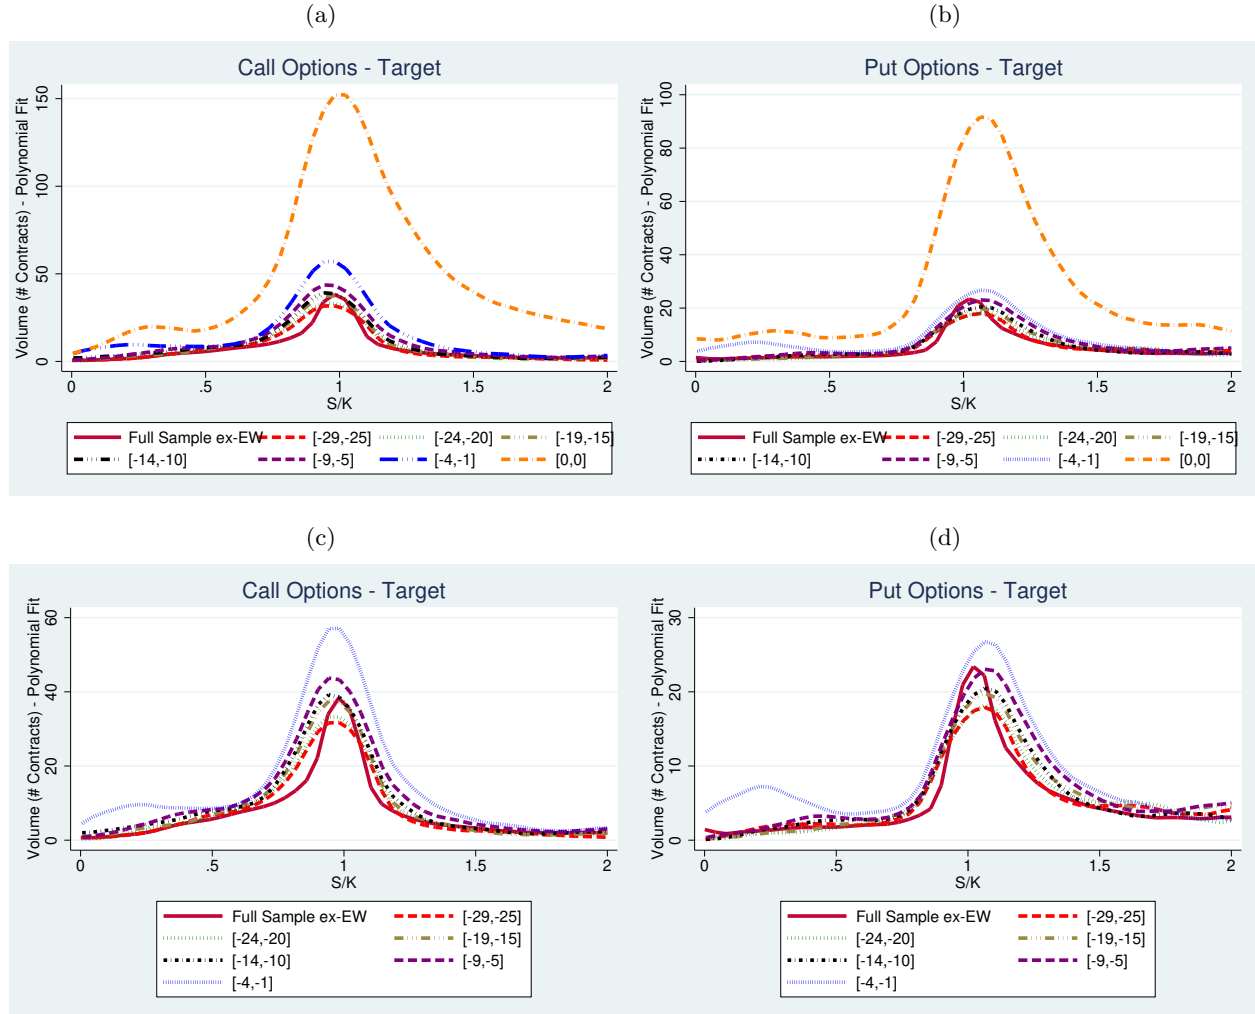 (a)
(b)
Call Options - Target
Volume (# Contracts) - Polynomial Fit
150
100
50
0
0 .5 1 1.5 2
S/K
Full Sample ex-EW [-29,-25] [-24,-20] [-19,-15]
[-14,-10] [-9,-5] [-4,-1] [0,0]
Put Options - Target
Volume (# Contracts) - Polynomial Fit
100
80
60
40
20
0
0 .5 1 1.5 2
S/K
Full Sample ex-EW [-29,-25] [-24,-20] [-19,-15]
[-14,-10] [-9,-5] [-4,-1] [0,0]
(c)
(d)
Call Options - Target
Volume (# Contracts) - Polynomial Fit
60
40
20
0
0 .5 1 1.5 2
S/K
Full Sample ex-EW [-29,-25]
[-24,-20] [-19,-15]
[-14,-10] [-9,-5]
[-4,-1]
Put Options - Target
Volume (# Contracts) - Polynomial Fit
30
20
10
0
0 .5 1 1.5 2
S/K
Full Sample ex-EW [-29,-25]
[-24,-20] [-19,-15]
[-14,-10] [-9,-5]
[-4,-1]